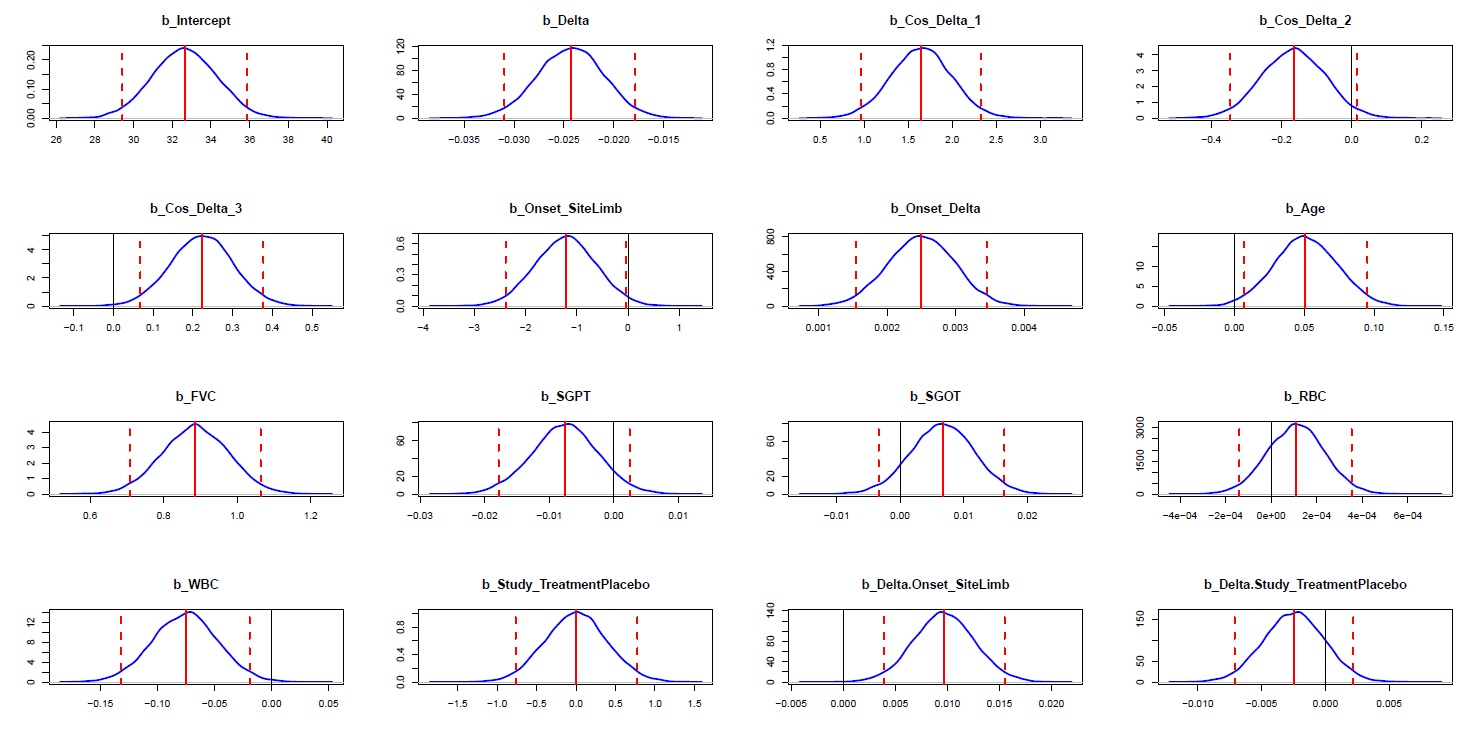 b_Intercept
0.00 0.10 0.20
26 28 30 32 34 36 38 40
b_Delta
0 40 80 120
−0.035 −0.030 −0.025 −0.020 −0.015
b_Cos_Delta_1
0.0 0.4 0.8 1.2
0.5 1.0 1.5 2.0 2.5 3.0
b_Cos_Delta_2
0 1 2 3 4
−0.4 −0.2 0.0 0.2
b_Cos_Delta_3
0 2 4
−0.1 0.0 0.1 0.2 0.3 0.4 0.5
b_Onset_SiteLimb
0.0 0.3 0.6
−4 −3 −2 −1 0 1
b_Onset_Delta
0 400 800
0.001 0.002 0.003 0.004
b_Age
0 5 10
−0.05 0.00 0.05 0.10 0.15
b_FVC
0 1 2 3 4
0.6 0.8 1.0 1.2
b_SGPT
0 20 60
−0.03 −0.02 −0.01 0.00 0.01
b_SGOT
0 20 60
−0.01 0.00 0.01 0.02
b_RBC
0 1500 3000
−4e−04 −2e−04 0e+00 2e−04 4e−04 6e−04
b_WBC
0 4 8 12
−0.15 −0.10 −0.05 0.00 0.05
b_Study_TreatmentPlacebo
0.0 0.4 0.8
−1.5 −1.0 −0.5 0.0 0.5 1.0 1.5
b_Delta.Onset_SiteLimb
0 40 80 140
−0.005 0.000 0.005 0.010 0.015 0.020
b_Delta.Study_TreatmentPlacebo
0 50 150
−0.010 −0.005 0.000 0.005